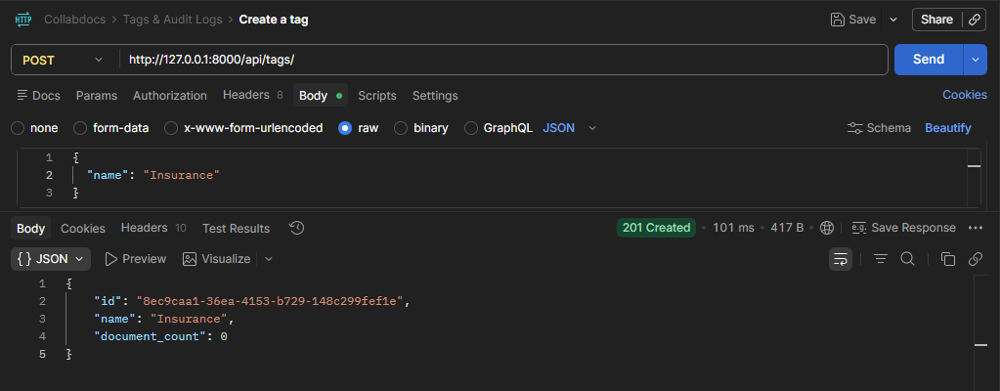 HTTP Collabdocs > Tags & Audit Logs > Create a tag Save Share
POST http://127.0.0.1:8000/api/tags/ Send
Docs Params Authorization Headers 8 Body Scripts Settings Cookies
none form-data x-www-form-urlencoded raw binary GraphQL JSON Schema Beautify
1 {
2 "name": "Insurance"
3 }
Body Cookies Headers 10 Test Results 201 Created • 101 ms • 417 B • e.g. Save Response
{} JSON Preview Visualize
1 {
2 "id": "8ec9caa1-36ea-4153-b729-148c299fef1e",
3 "name": "Insurance",
4 "document_count": 0
5 }